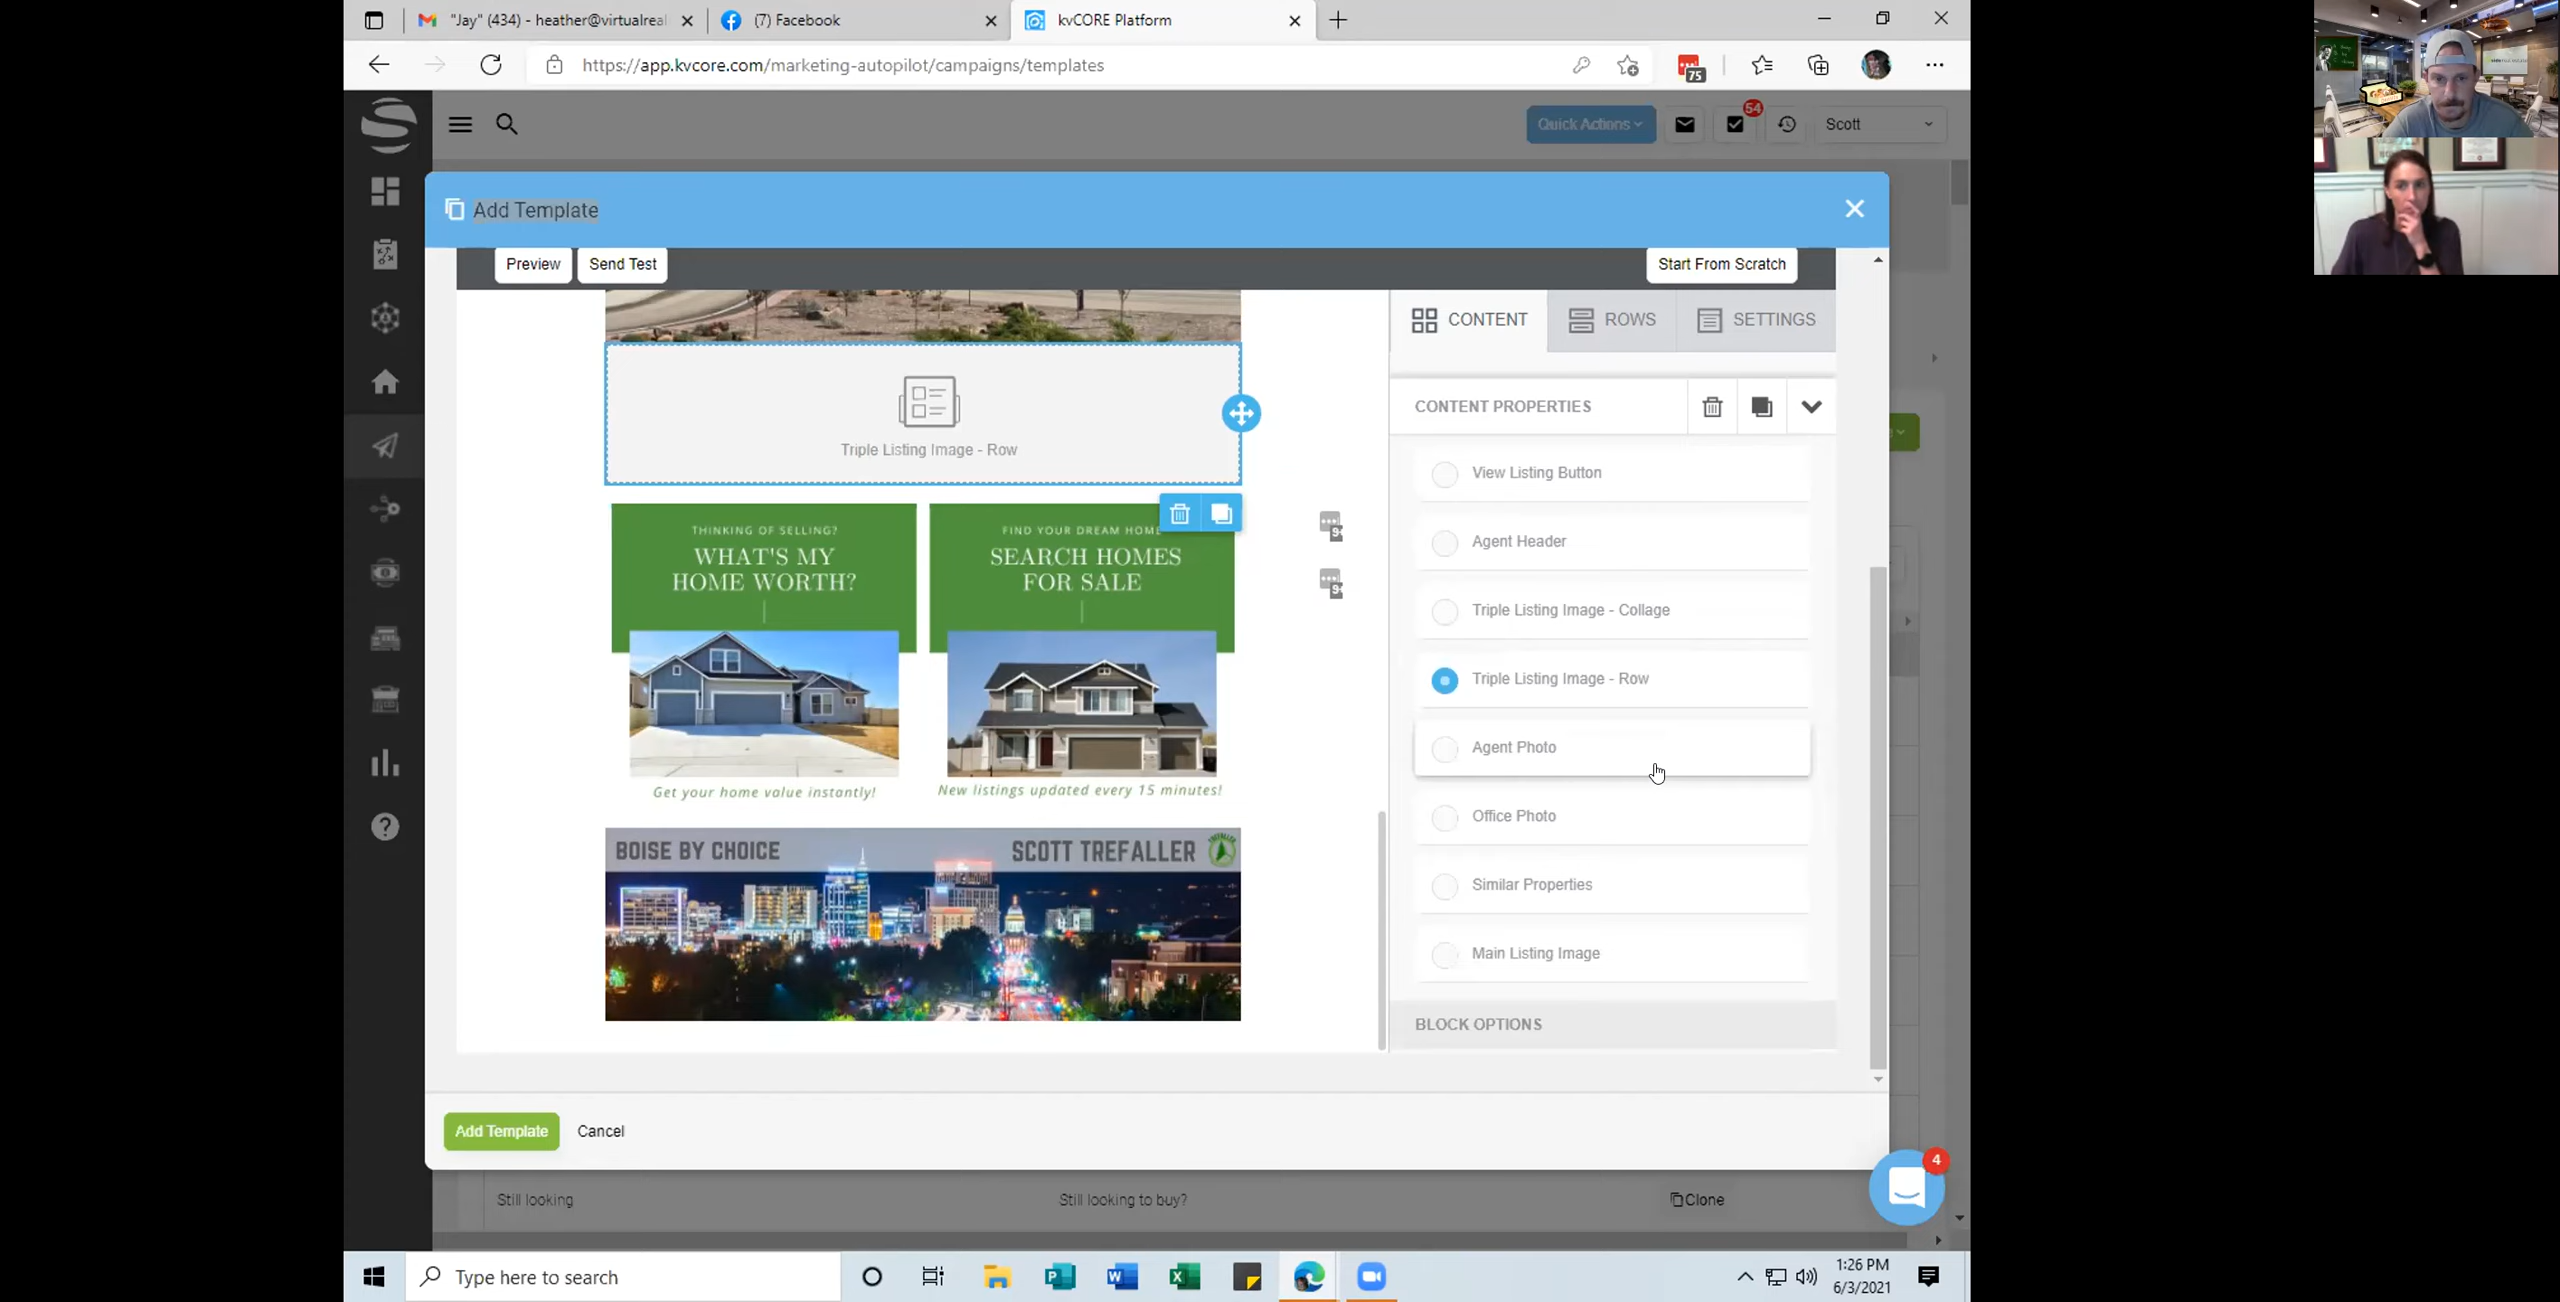 "Jay" (434) - heather@virtualreal
(7) Facebook
kvCORE Platform
https://app.kvcore.com/marketing-autopilot/campaigns/templates
75
Quick Actions
54
Scott
Add Template
Preview
Send Test
Start From Scratch
CONTENT
ROWS
SETTINGS
CONTENT PROPERTIES
Triple Listing Image - Row
View Listing Button
Agent Header
Triple Listing Image - Collage
Triple Listing Image - Row
Agent Photo
Office Photo
Similar Properties
Main Listing Image
BLOCK OPTIONS
THINKING OF SELLING?
WHAT'S MY
HOME WORTH?
Get your home value instantly!
FIND YOUR DREAM HOME
SEARCH HOMES
FOR SALE
New listings updated every 15 minutes!
BOISE BY CHOICE
SCOTT TREFALLER
Add Template
Cancel
4
Still looking
Still looking to buy?
Clone
Type here to search
1:26 PM
6/3/2021